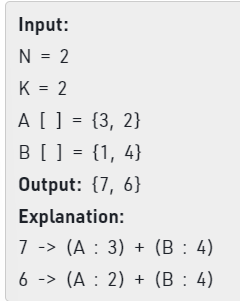 Input:
N = 2
K = 2
A [ ] = {3, 2}
B [ ] = {1, 4}
Output: {7, 6}
Explanation:
7 -> (A : 3) + (B : 4)
6 -> (A : 2) + (B : 4)